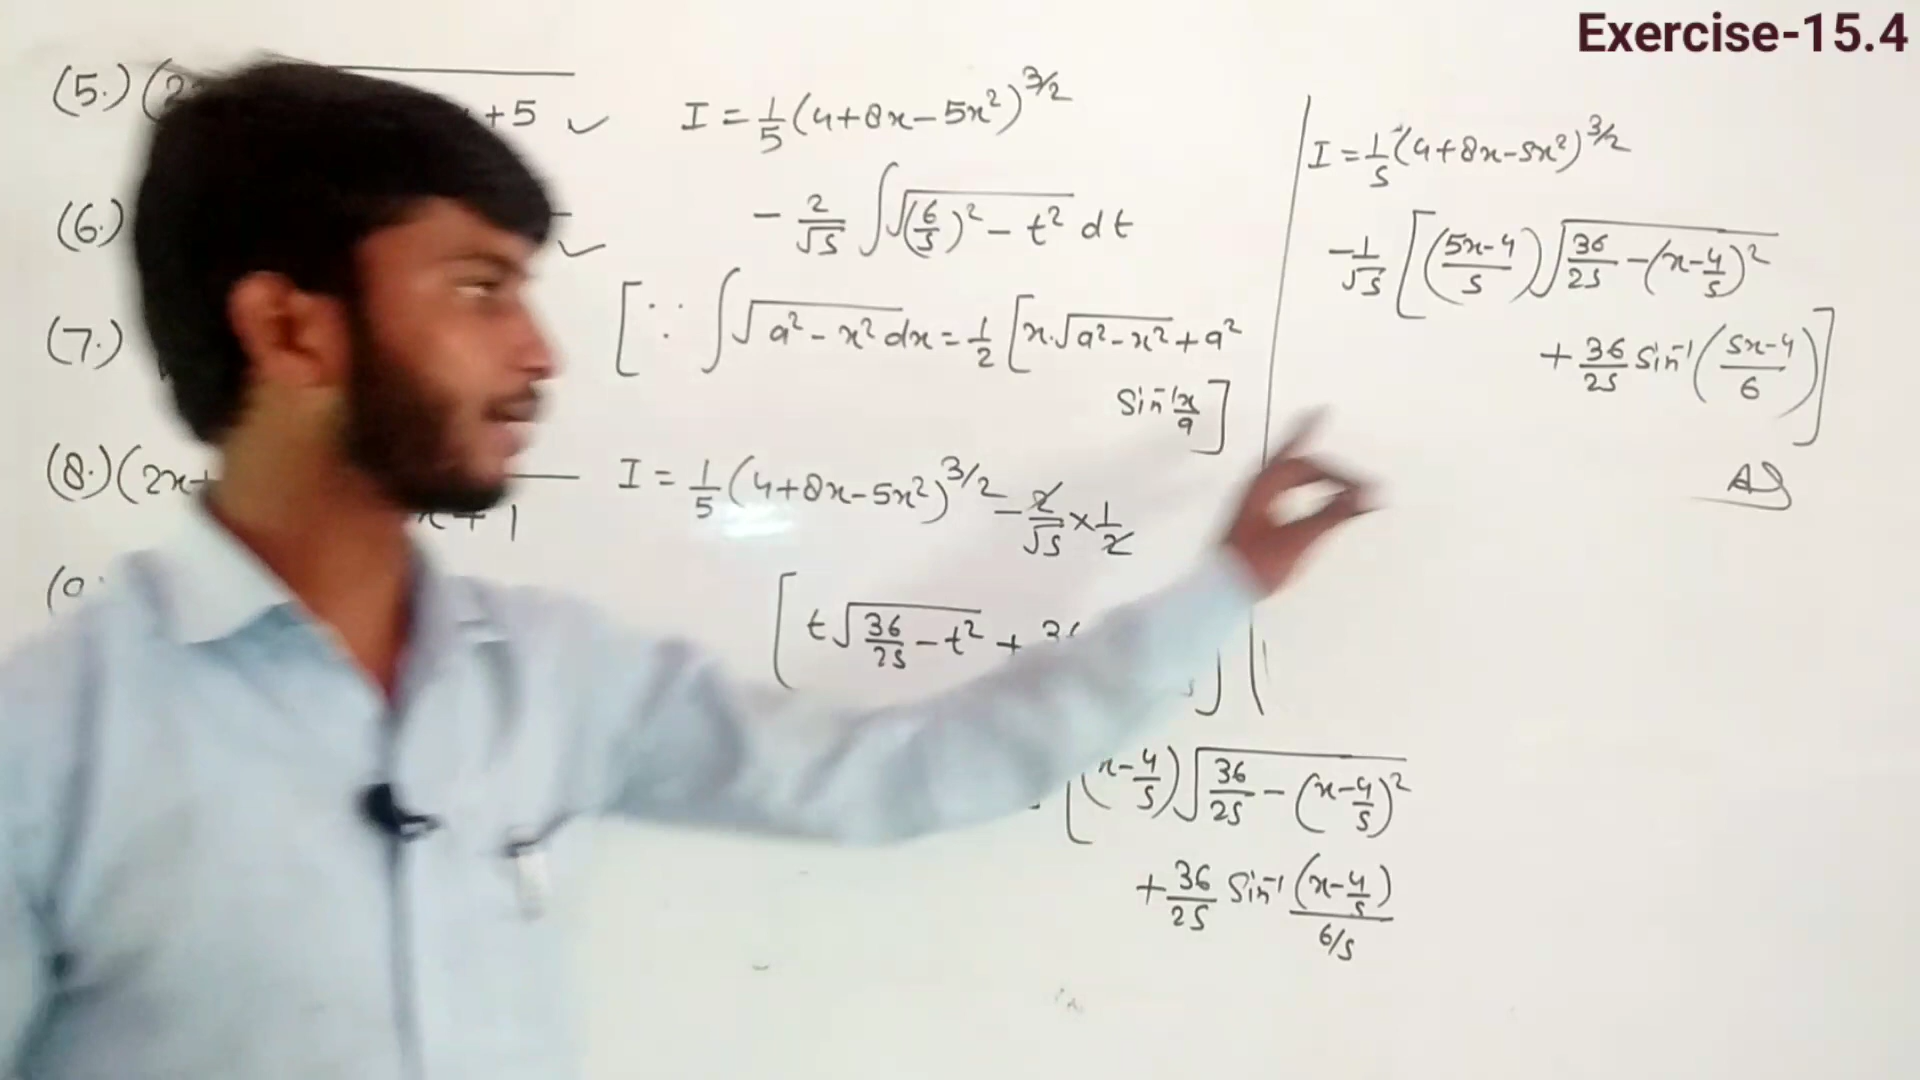 Exercise-15.4
(5.) (2 +5 ✓
(6.) ✓
(7.)
(8.) (2x+ x+1
(9
I = 1/5 (4+8x-5x²)^3/2
- 2/√5 ∫√(6/5)² - t² dt
[∵ ∫√a²-x² dx = 1/2 [x.√a²-x² + a²
Sin⁻¹ x/a]
I = 1/5 (4+8x-5x²)^3/2 - 2/√5 × 1/2
[t√36/25 - t² +
(x-4/5)√36/25 - (x-4/5)²
+ 36/25 Sin⁻¹ (x-4/5)/6/5
I = 1/5 (4+8x-5x²)^3/2
-1/√5 [(5x-4/5)√36/25 - (x-4/5)²
+ 36/25 Sin⁻¹ (5x-4/6)]